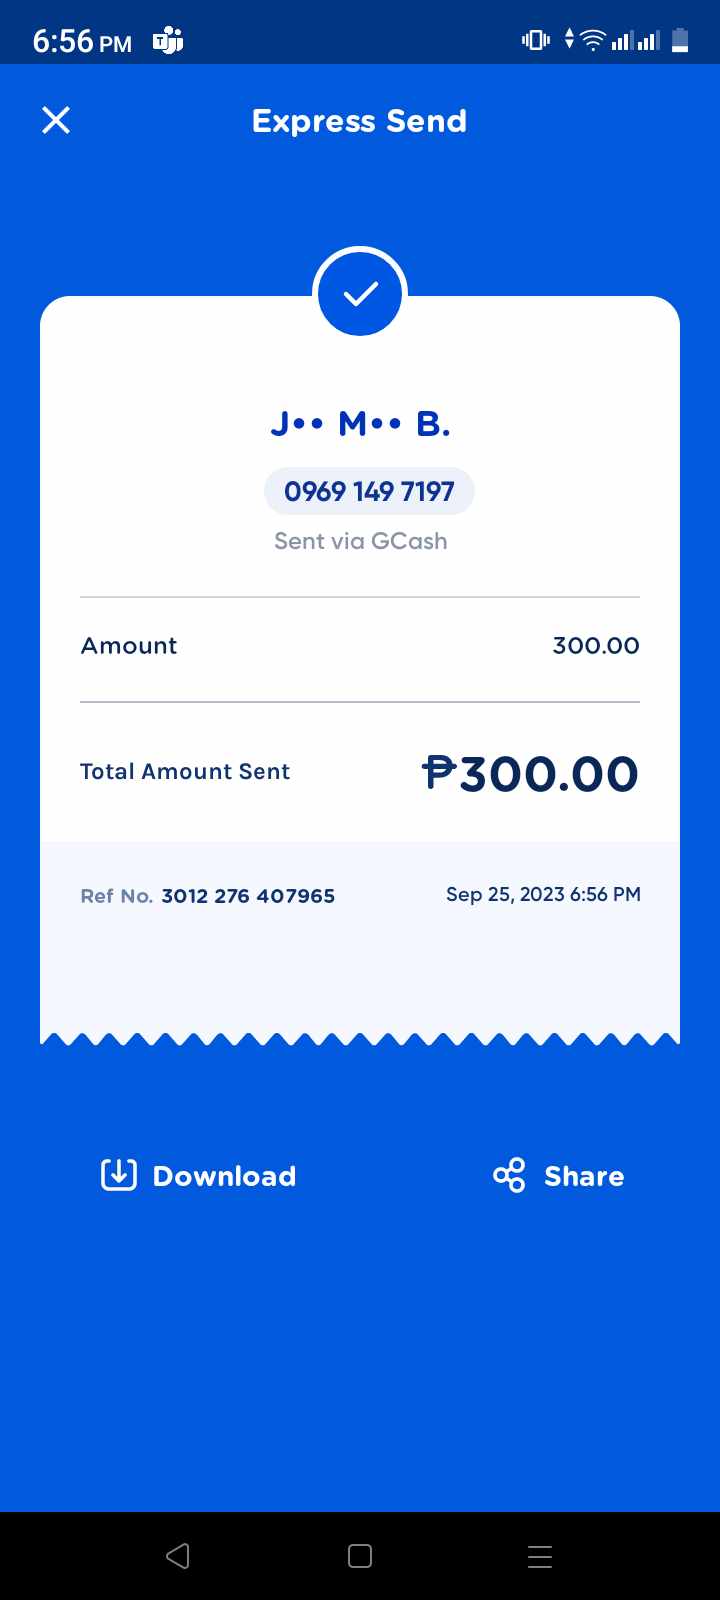 6:56 PM
Express Send
J•• M•• B.
0969 149 7197
Sent via GCash
Amount 300.00
Total Amount Sent ₱300.00
Ref No. 3012 276 407965 Sep 25, 2023 6:56 PM
Download Share